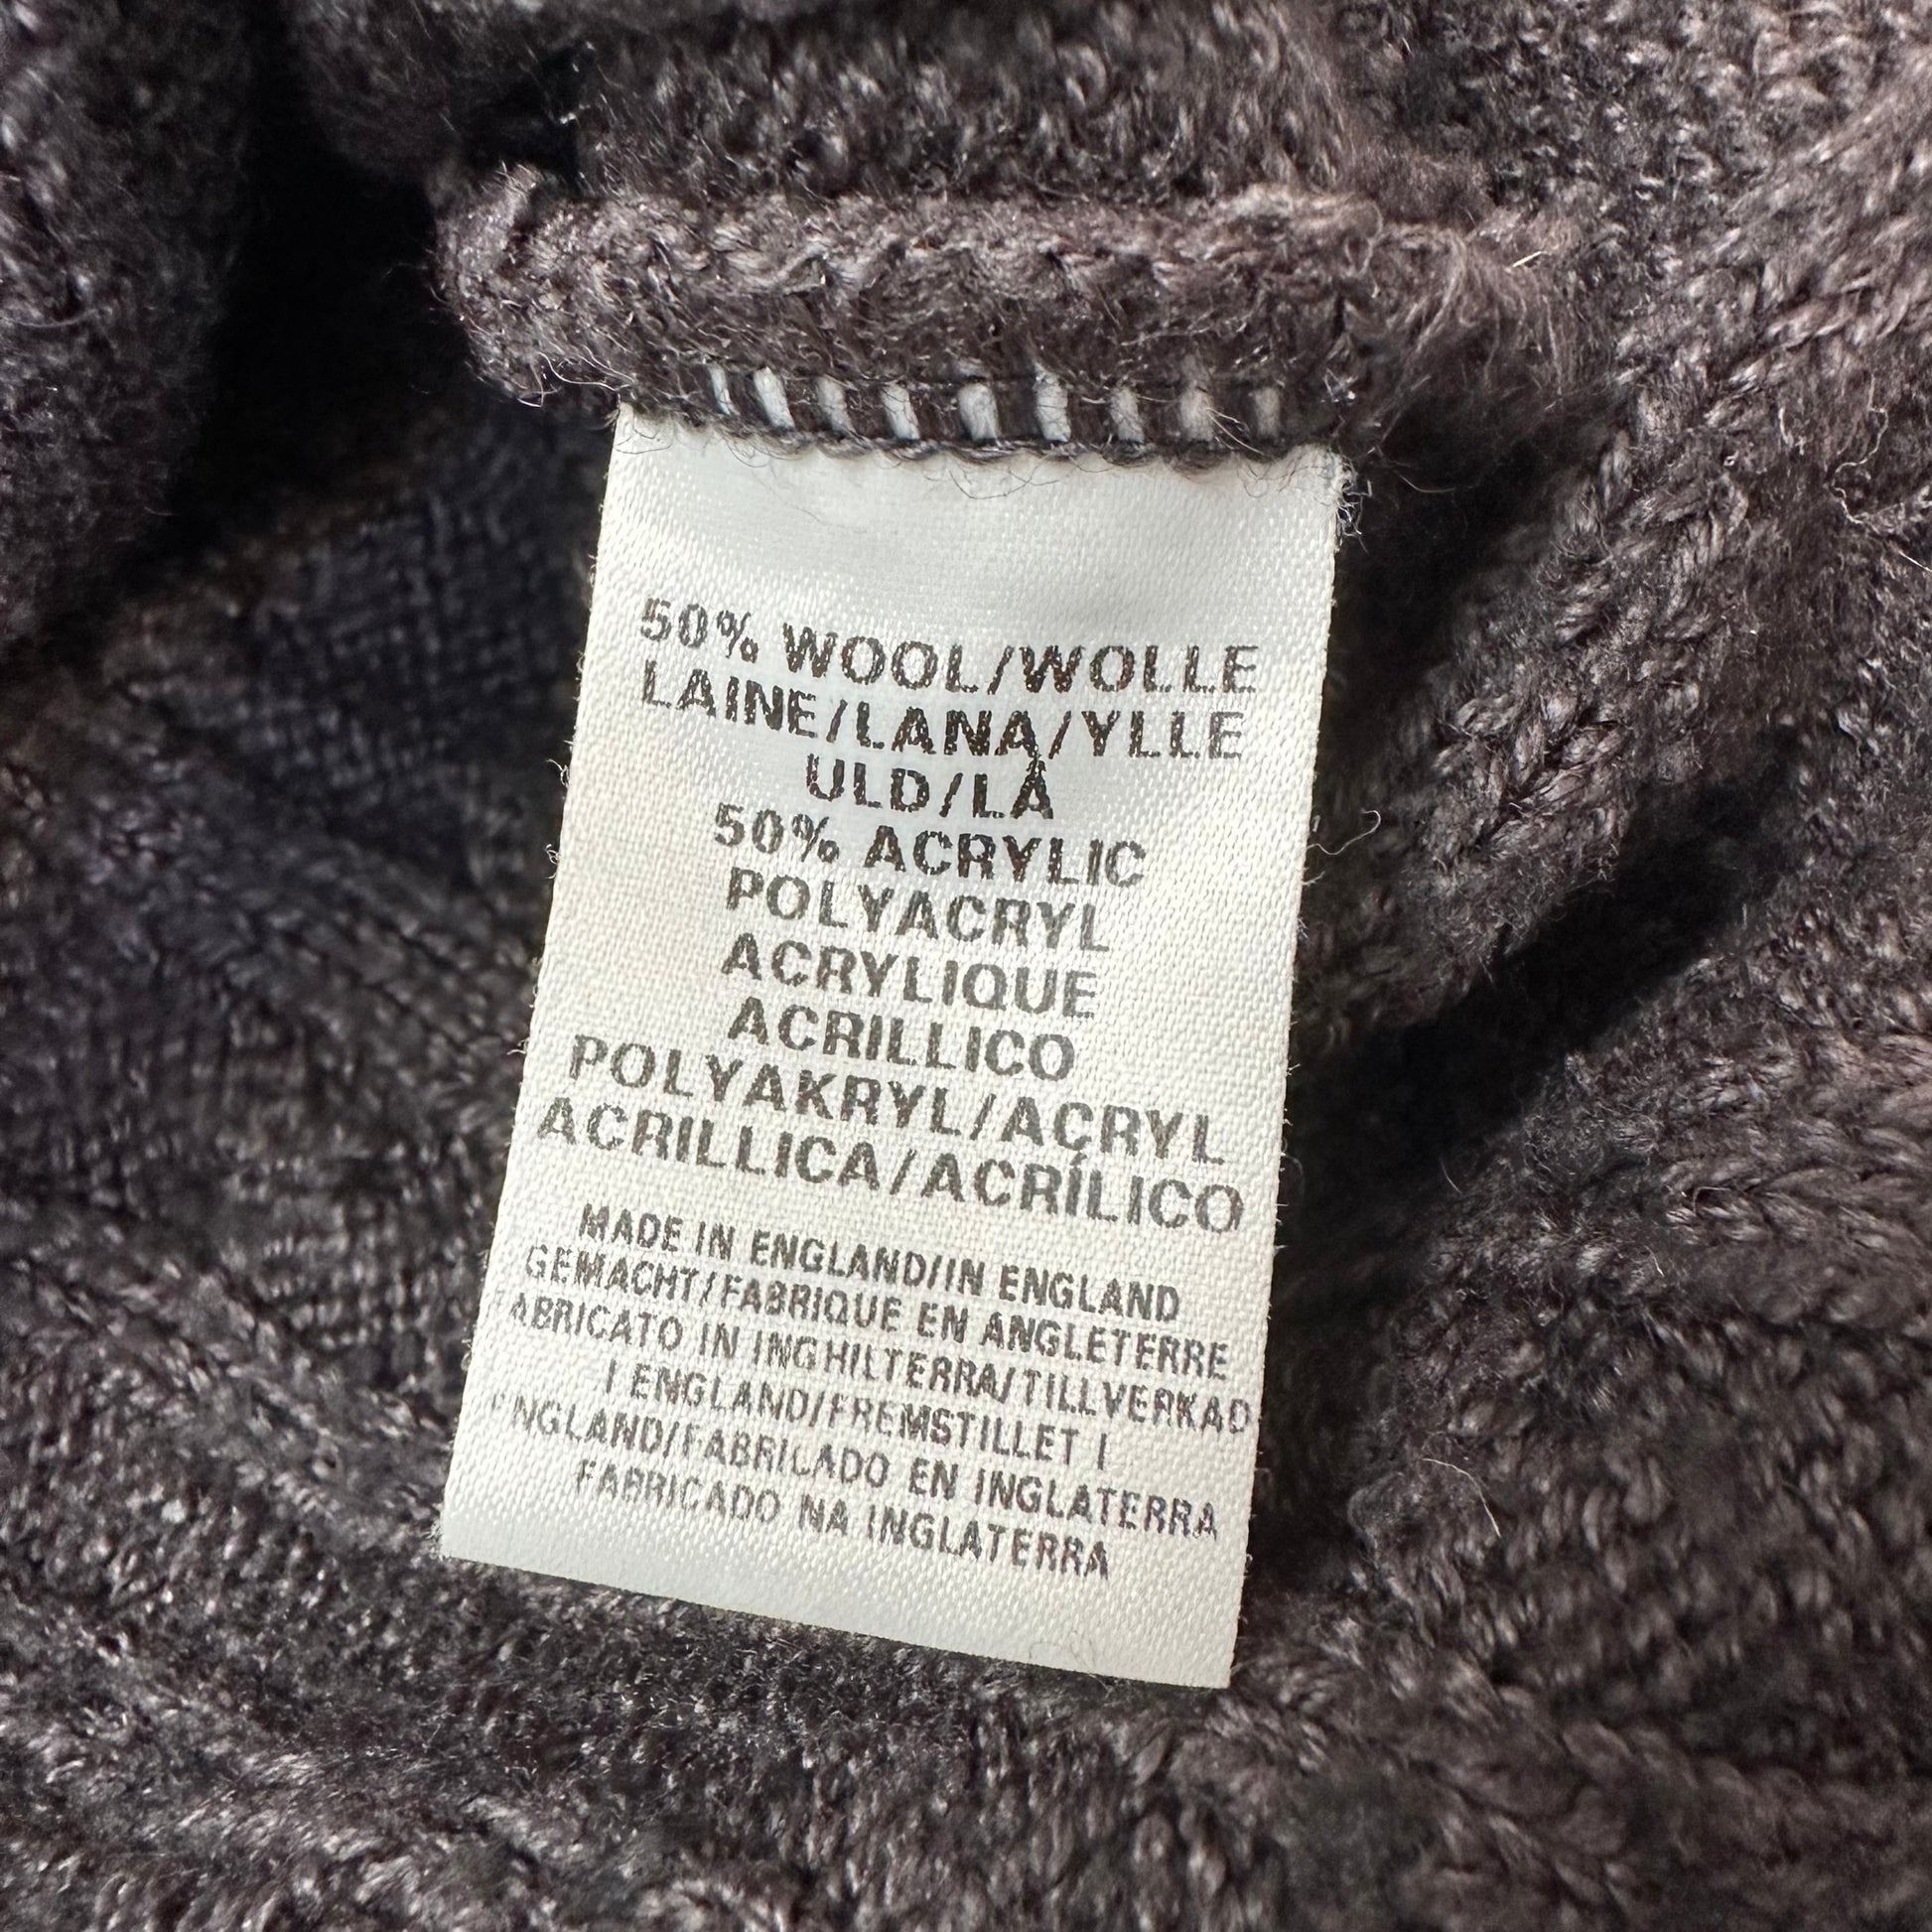 50% WOOL/WOLLE
LAINE/LANA/YLLE
ULD/LÃ
50% ACRYLIC
POLYACRYL
ACRYLIQUE
ACRILLICO
POLYAKRYL/ACRYL
ACRILLICA/ACRÍLICO
MADE IN ENGLAND/IN ENGLAND
GEMACHT/FABRIQUE EN ANGLETERRE
FABRICATO IN INGHILTERRA/TILLVERKAD
I ENGLAND/FREMSTILLET I
ENGLAND/FABRICADO EN INGLATERRA
FABRICADO NA INGLATERRA